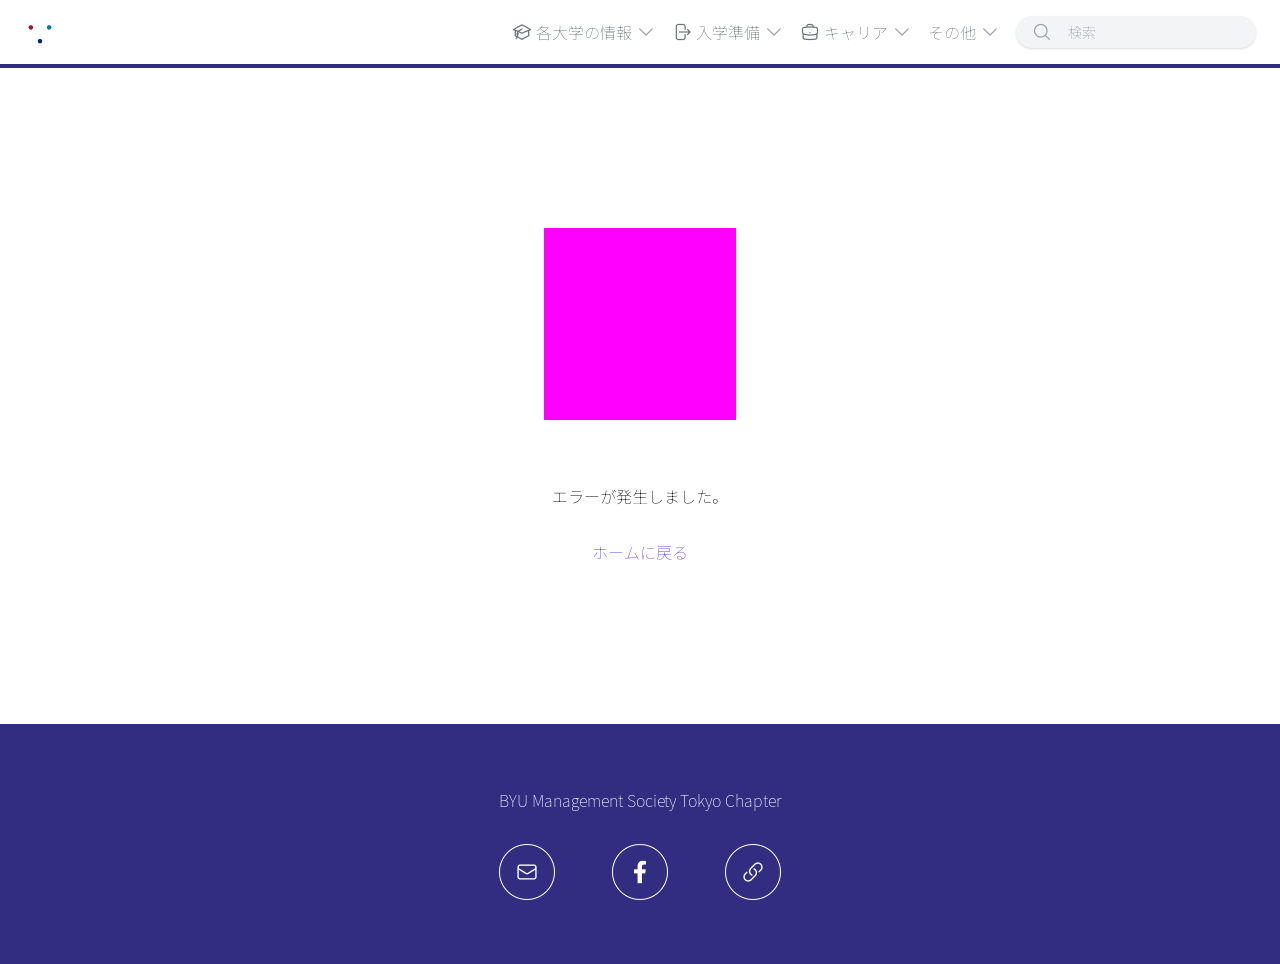 各大学の情報
入学準備
キャリア
その他
検索
エラーが発生しました。
ホームに戻る
BYU Management Society Tokyo Chapter